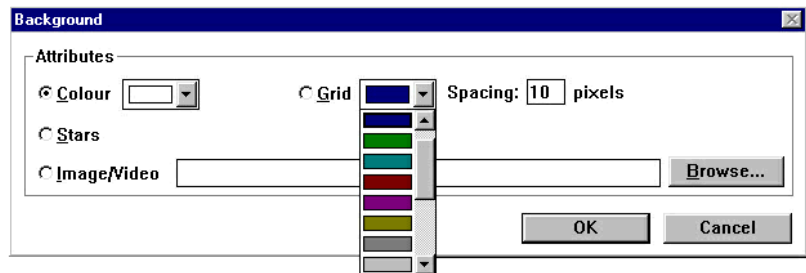 Background
Attributes
Colour Grid Spacing: 10 pixels
Stars
Image/Video Browse...
OK Cancel